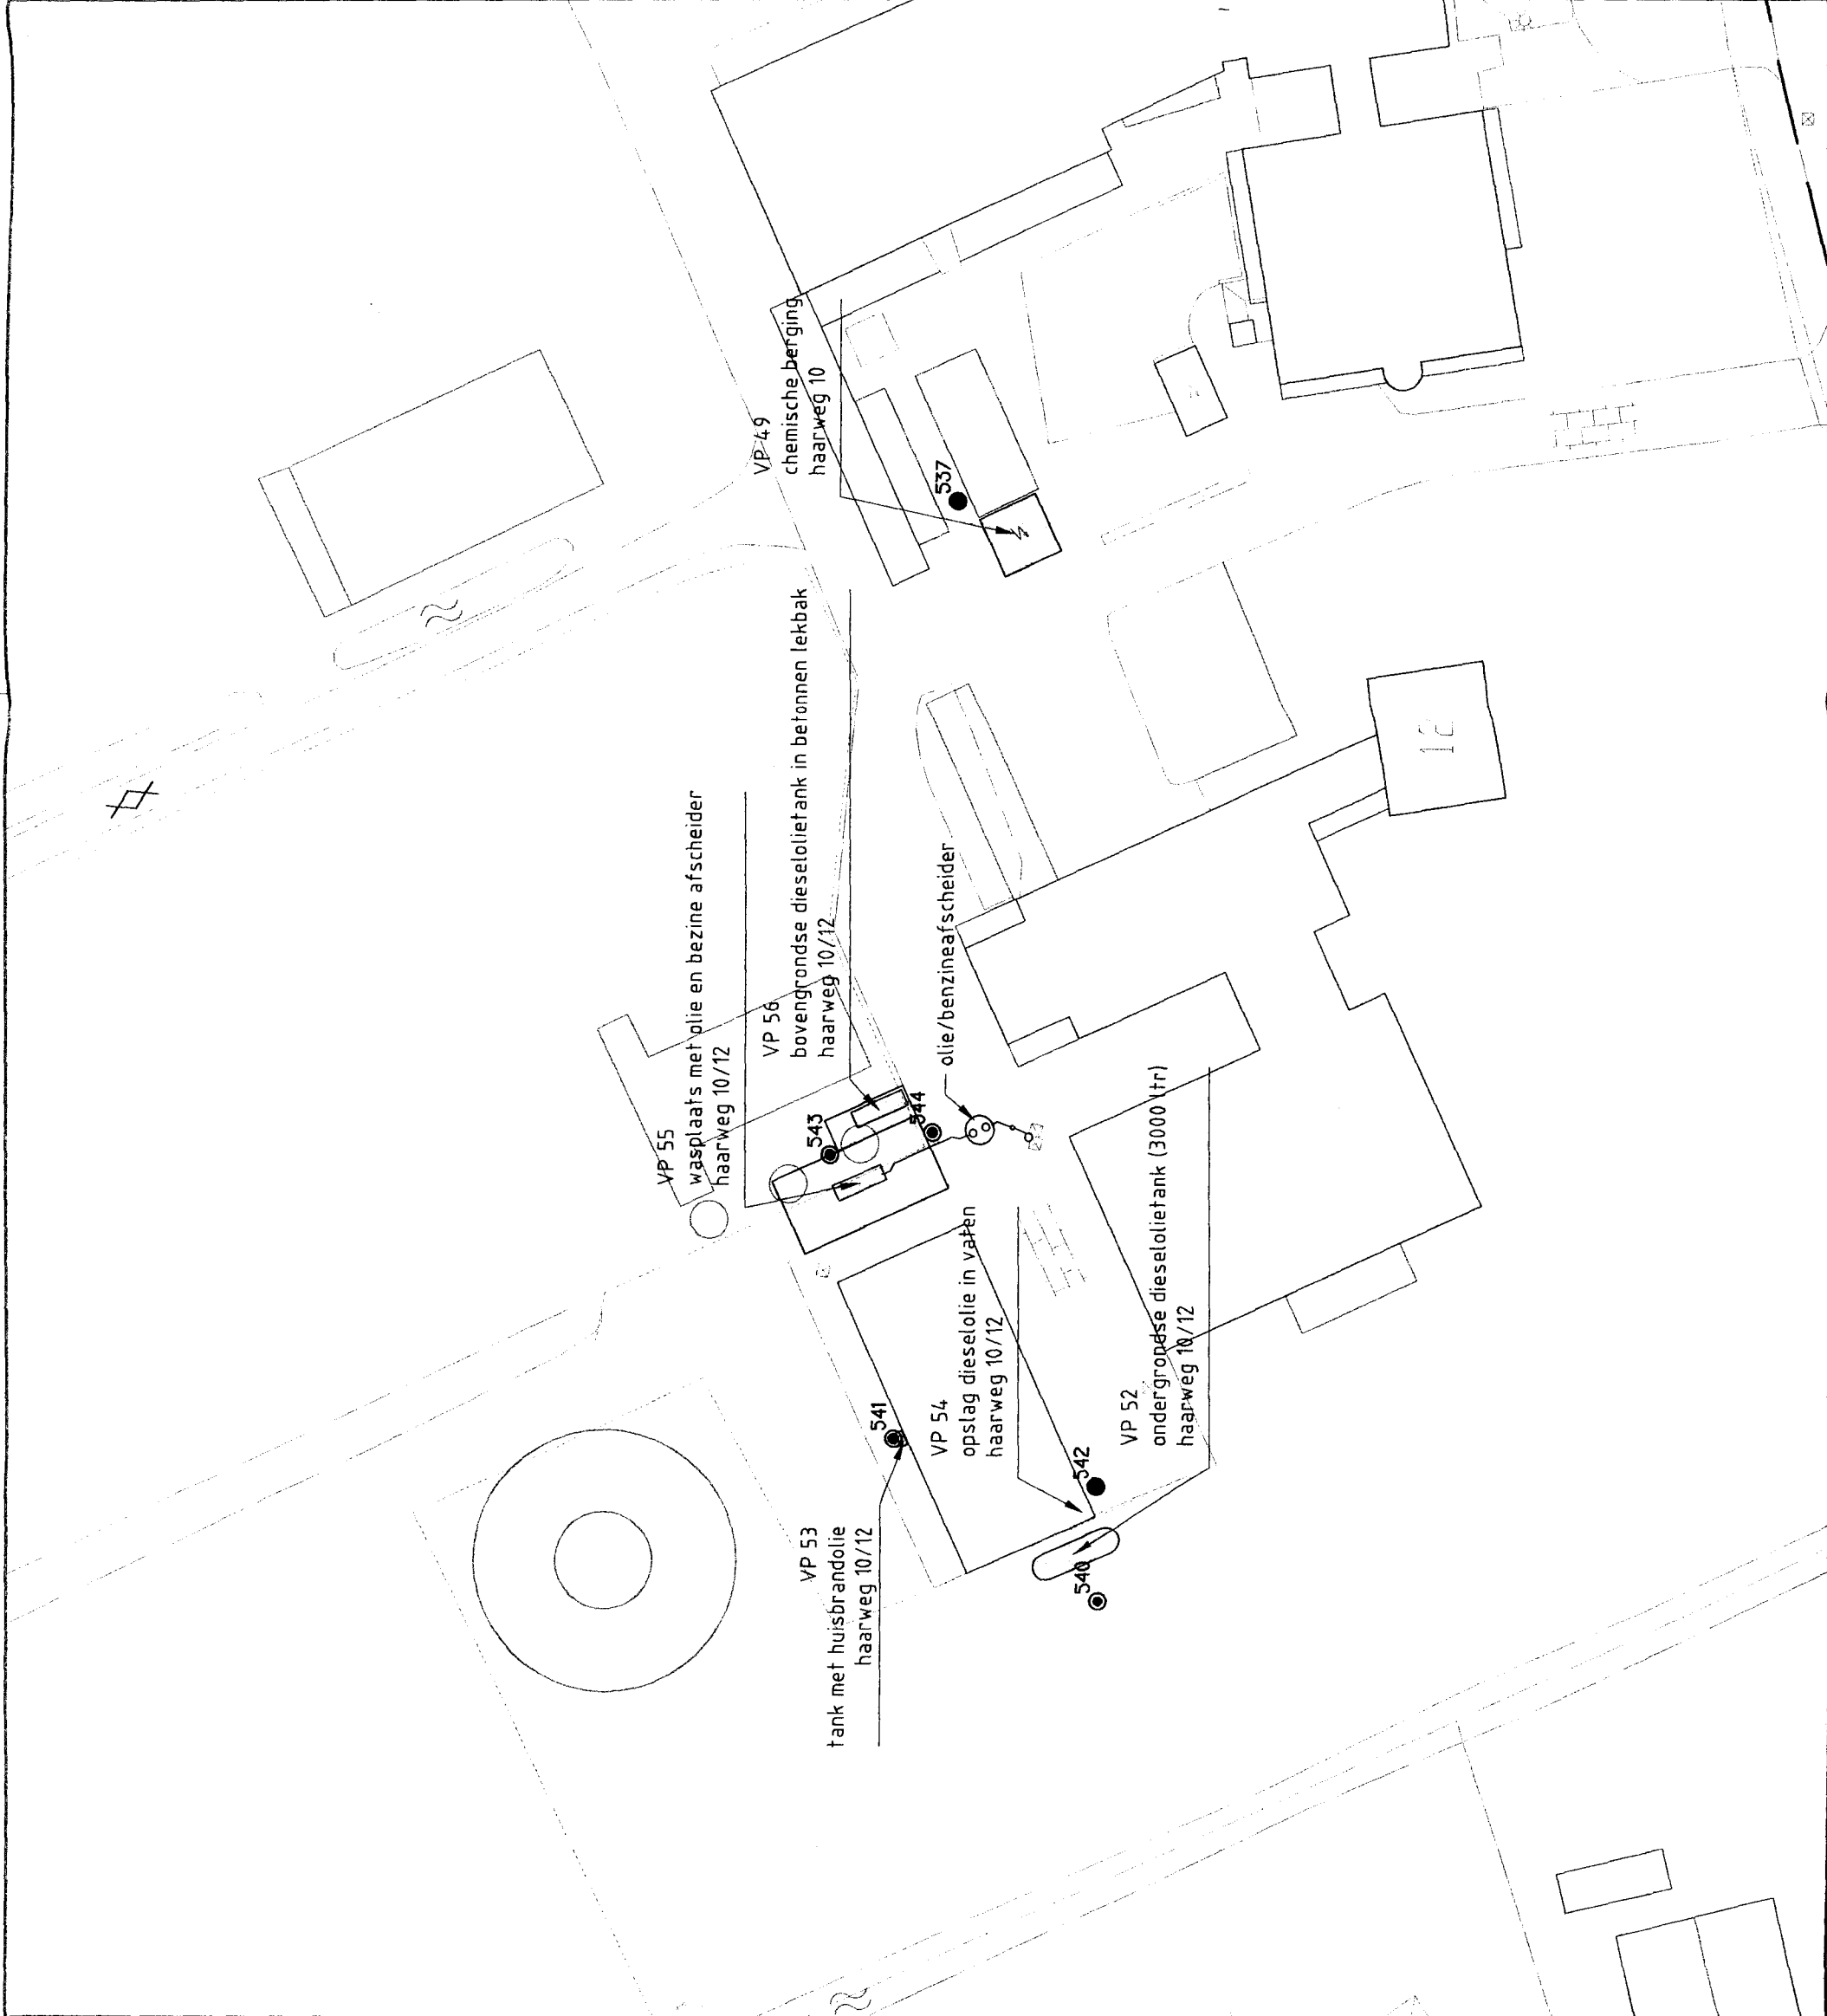 VP 49
chemische berging
haarweg 10
537
VP 55
wasplaats met olie en bezine afscheider
haarweg 10/12
VP 56
bovengrondse dieselolietank in betonnen lekbak
haarweg 10/12
olie/benzineafscheider
543
544
12
VP 53
tank met huisbrandolie
haarweg 10/12
541
VP 54
opslag dieselolie in vaten
haarweg 10/12
542
540
VP 52
ondergrondse dieselolietank (3000 ltr)
haarweg 10/12